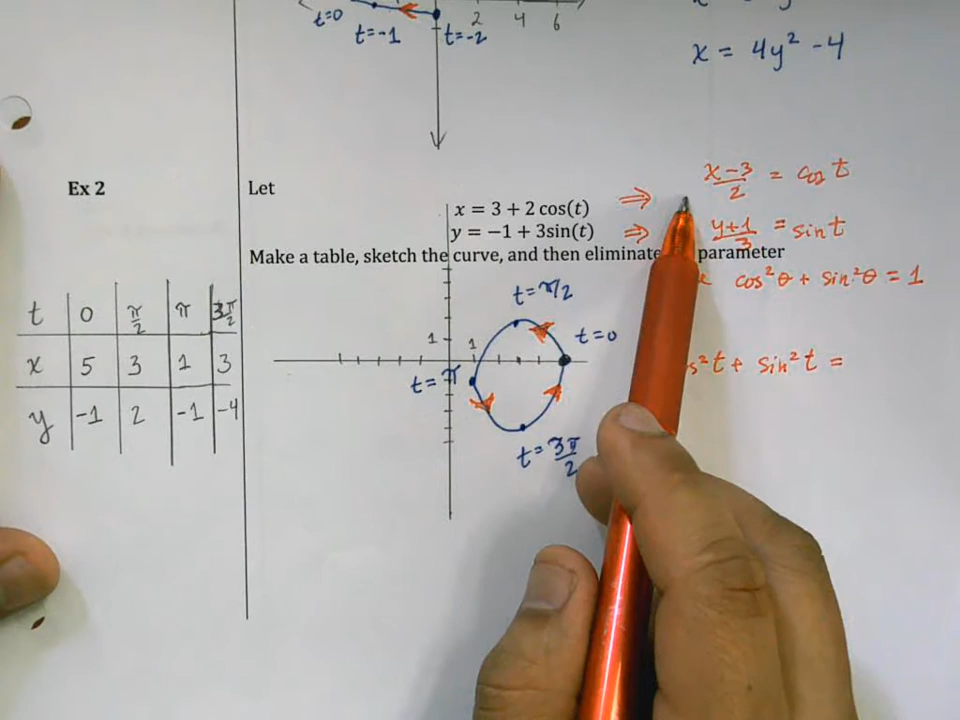 t=0
t=-1
t=-2
2 4 6
x = 4y² -4
Ex 2
Let
x = 3 + 2 cos(t) ⇒ x-3/2 = cos t
y = −1 + 3sin(t) ⇒ y+1/3 = sin t
Make a table, sketch the curve, and then eliminate parameter
cos²θ + sin²θ = 1
t 0 π/2 π 3π/2
x 5 3 1 3
y -1 2 -1 -4
t=π/2
1 1
t=0
t=π
t=3π/2
s²t + sin²t =